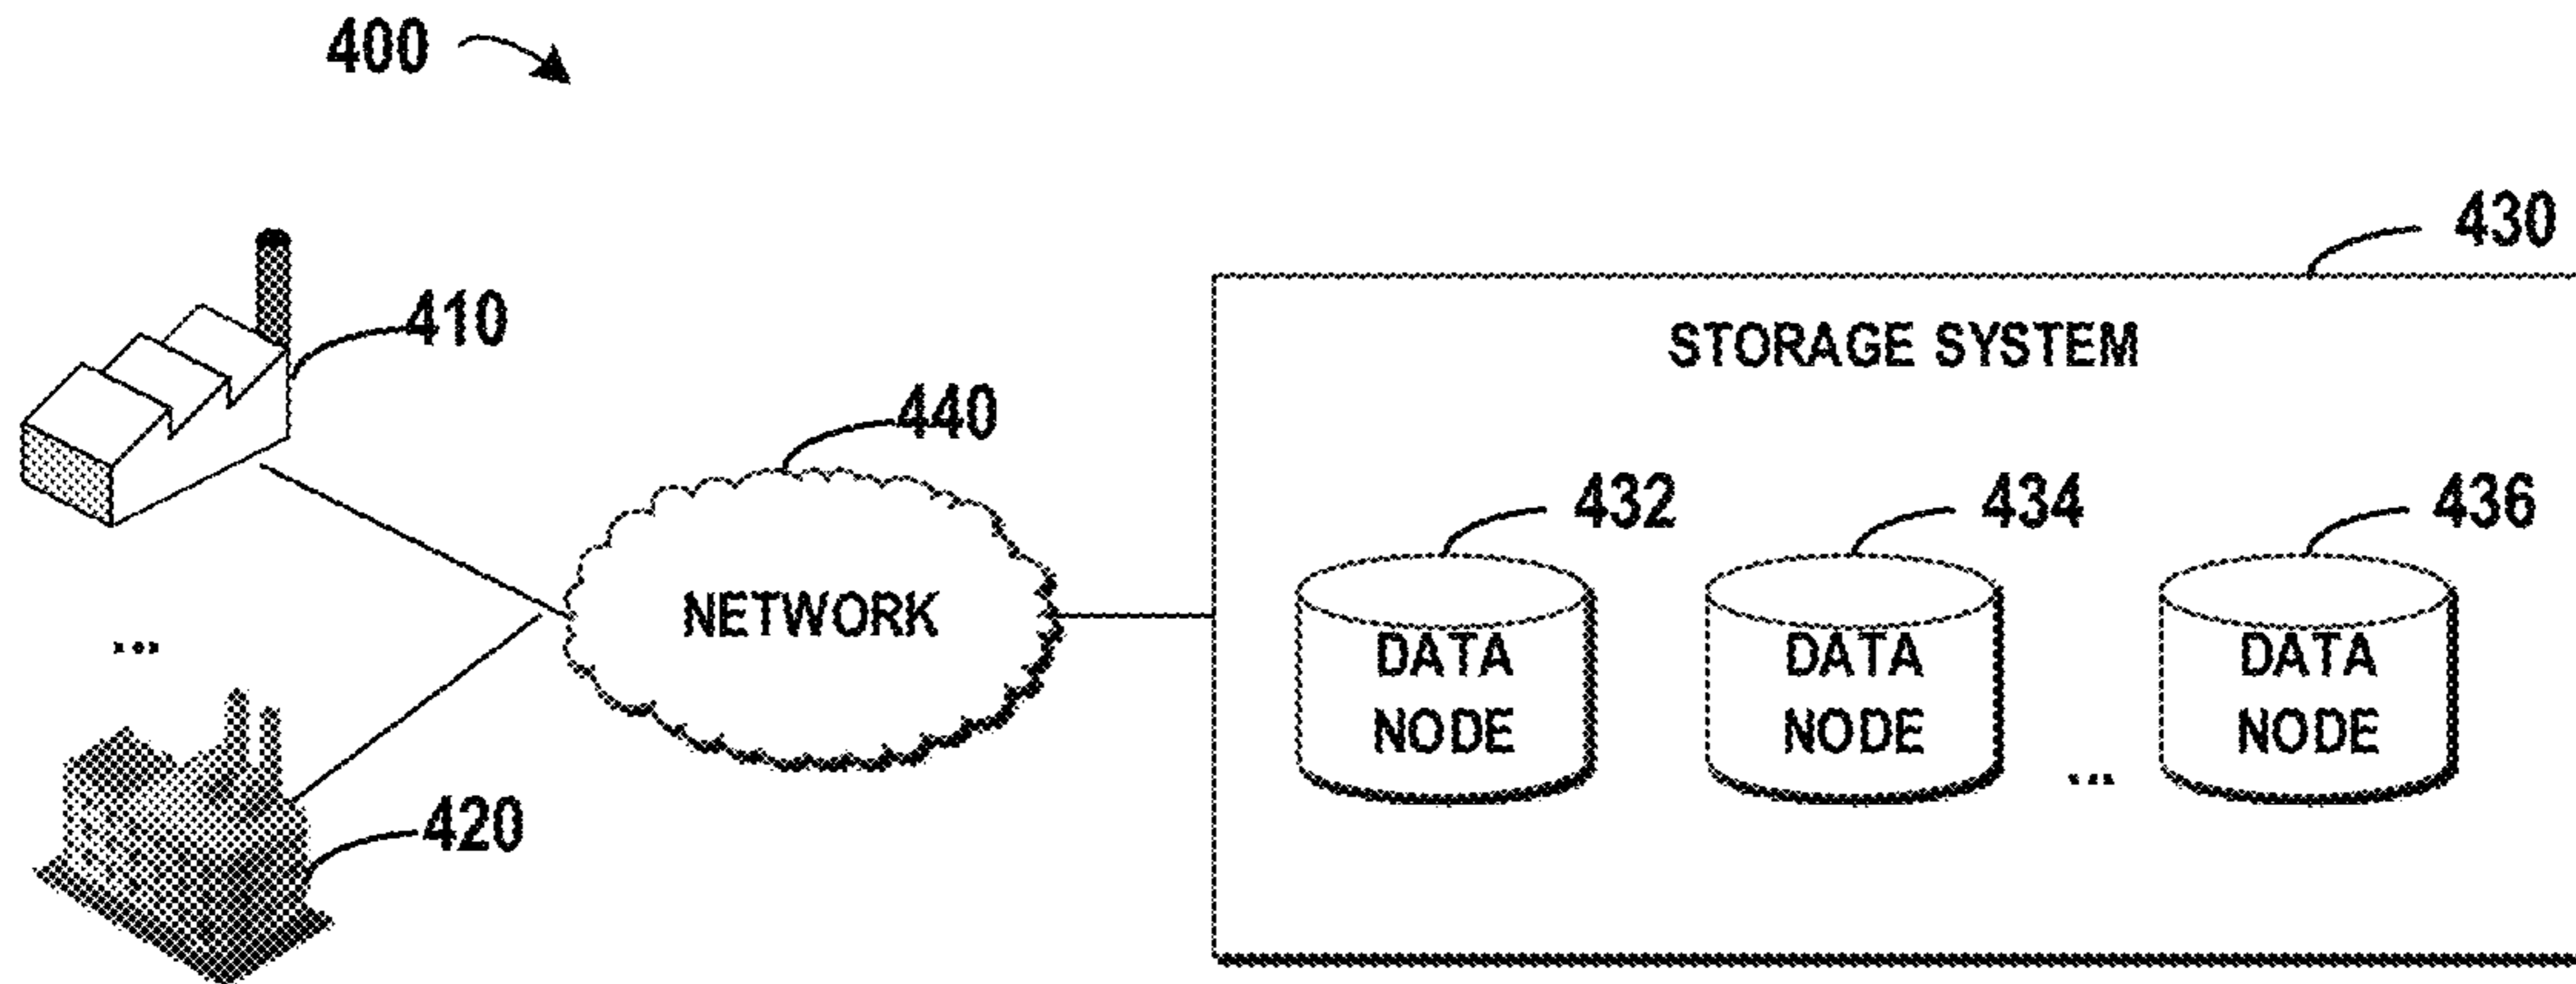 400
430
410
STORAGE SYSTEM
440
432 434 436
NETWORK
DATA NODE
DATA NODE
...
DATA NODE
...
420